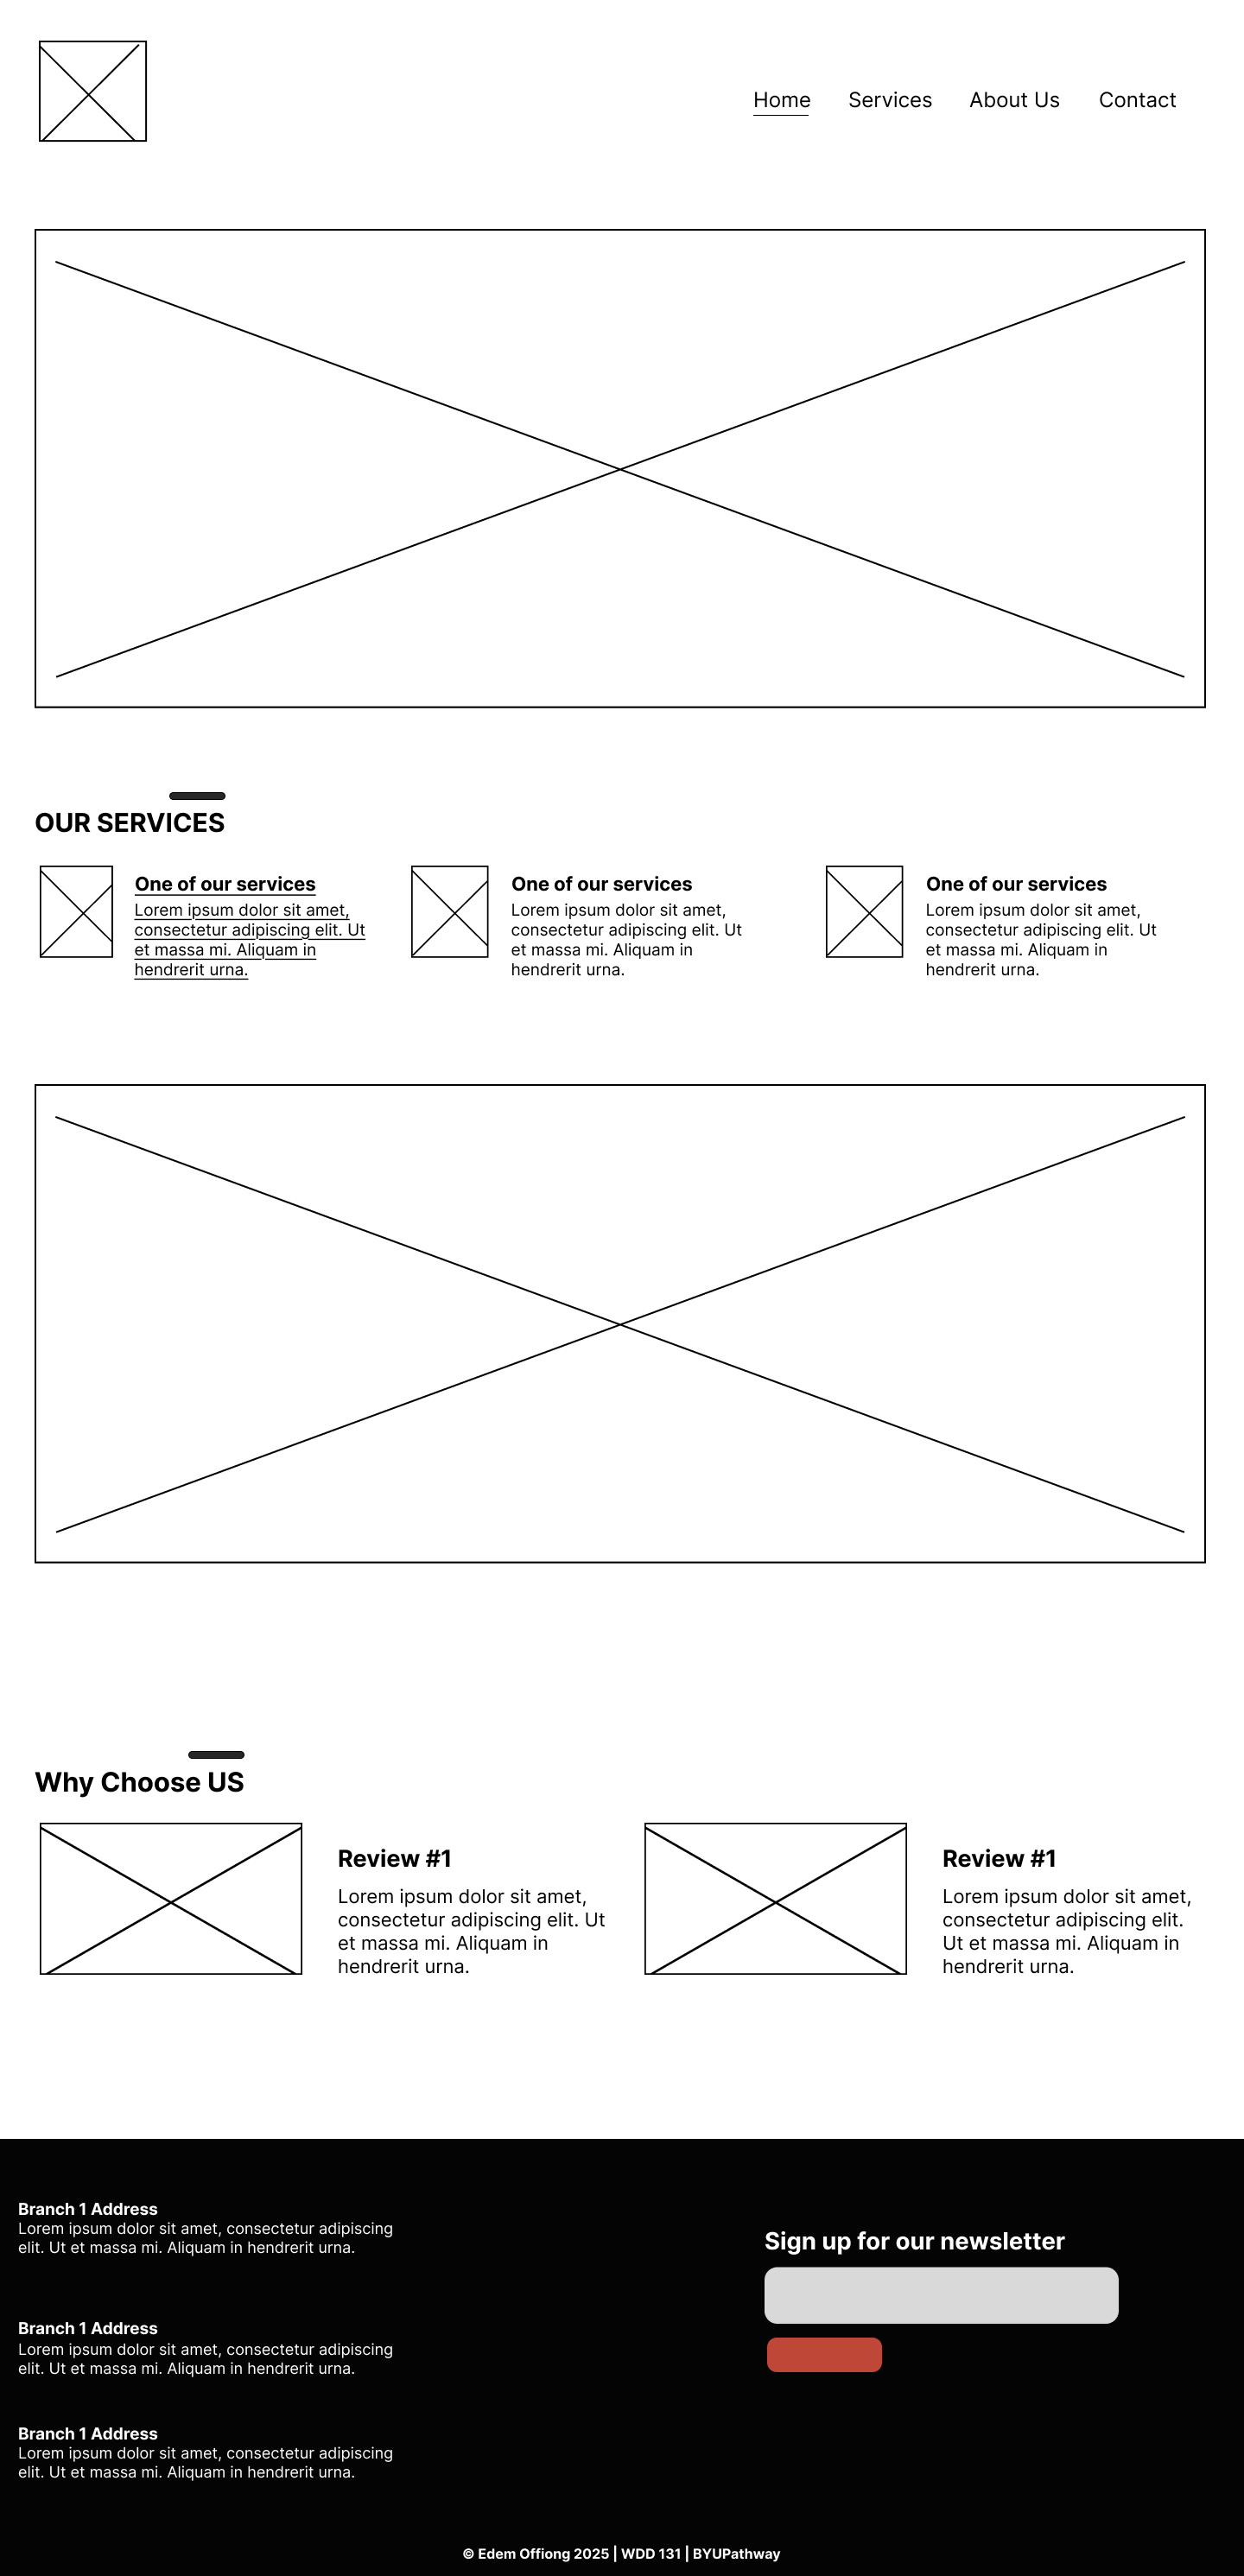 Home Services About Us Contact
OUR SERVICES
One of our services
Lorem ipsum dolor sit amet,
consectetur adipiscing elit. Ut
et massa mi. Aliquam in
hendrerit urna.
One of our services
Lorem ipsum dolor sit amet,
consectetur adipiscing elit. Ut
et massa mi. Aliquam in
hendrerit urna.
One of our services
Lorem ipsum dolor sit amet,
consectetur adipiscing elit. Ut
et massa mi. Aliquam in
hendrerit urna.
Why Choose US
Review #1
Lorem ipsum dolor sit amet,
consectetur adipiscing elit. Ut
et massa mi. Aliquam in
hendrerit urna.
Review #1
Lorem ipsum dolor sit amet,
consectetur adipiscing elit.
Ut et massa mi. Aliquam in
hendrerit urna.
Branch 1 Address
Lorem ipsum dolor sit amet, consectetur adipiscing
elit. Ut et massa mi. Aliquam in hendrerit urna.
Branch 1 Address
Lorem ipsum dolor sit amet, consectetur adipiscing
elit. Ut et massa mi. Aliquam in hendrerit urna.
Branch 1 Address
Lorem ipsum dolor sit amet, consectetur adipiscing
elit. Ut et massa mi. Aliquam in hendrerit urna.
Sign up for our newsletter
© Edem Offiong 2025 | WDD 131 | BYUPathway